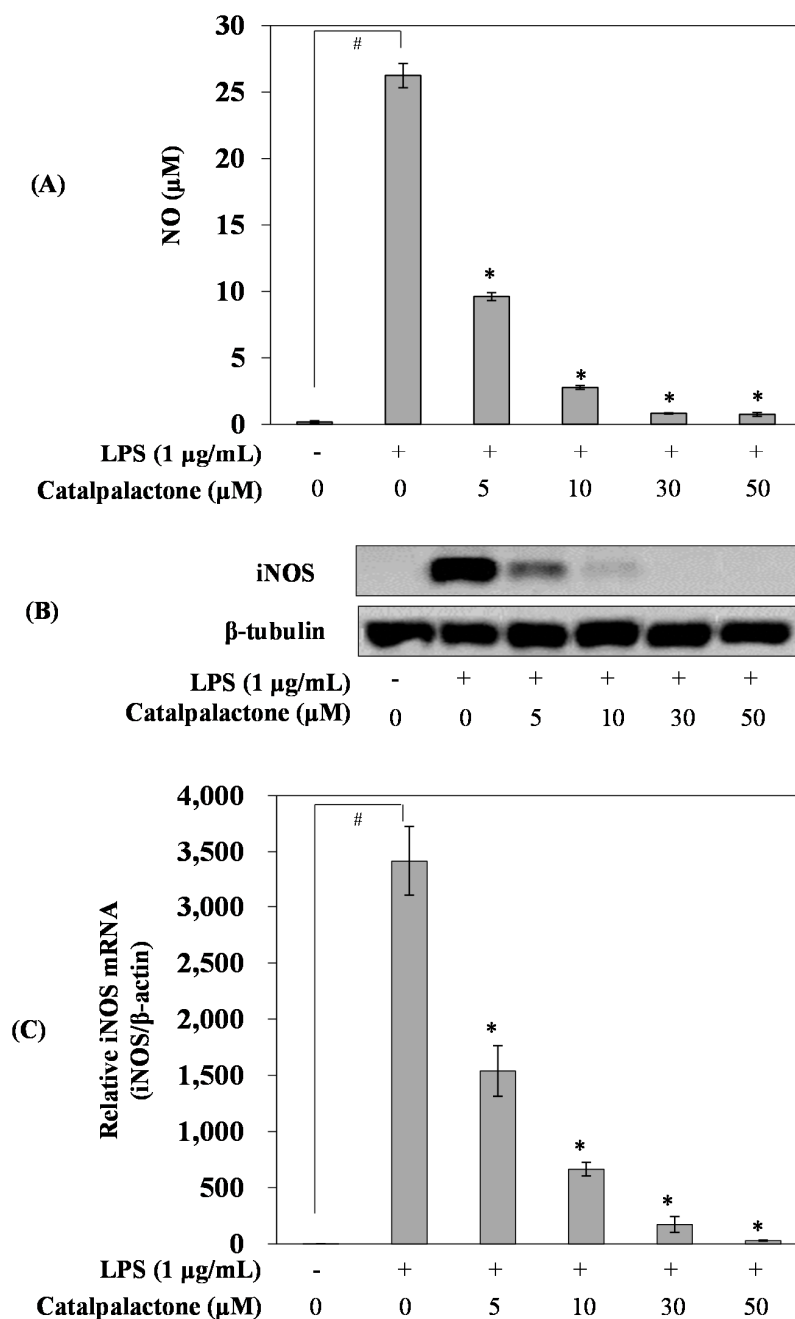 30
#
25
20
(A)
NO (µM)
15
*
10
5
*
*
*
0
LPS (1 µg/mL) - + + + + +
Catalpalactone (µM) 0 0 5 10 30 50
iNOS
(B)
β-tubulin
LPS (1 µg/mL) - + + + + +
Catalpalactone (µM) 0 0 5 10 30 50
4,000
#
3,500
3,000
2,500
(C)
Relative iNOS mRNA
(iNOS/β-actin)
2,000
*
1,500
1,000
*
500
*
*
0
LPS (1 µg/mL) - + + + + +
Catalpalactone (µM) 0 0 5 10 30 50